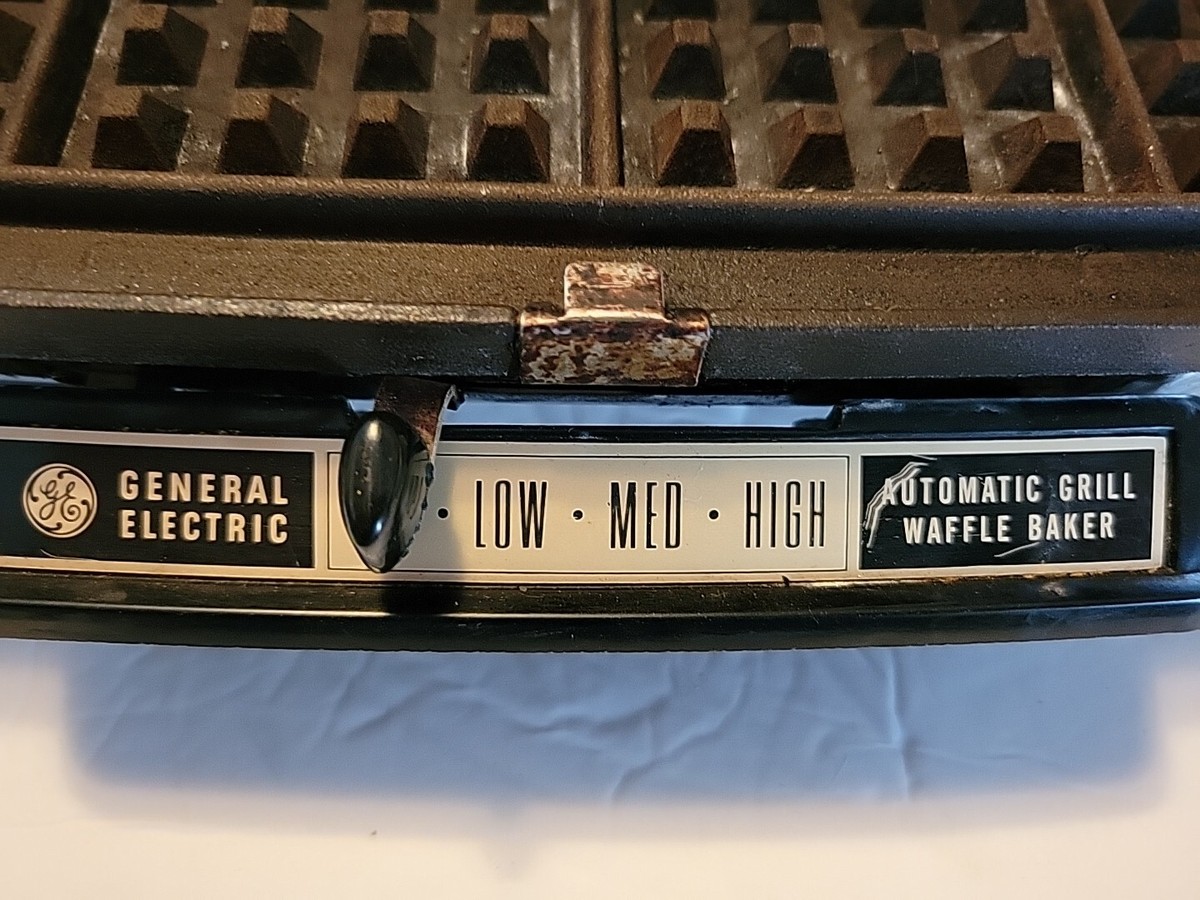 GE
GENERAL
ELECTRIC
· LOW · MED · HIGH
AUTOMATIC GRILL
WAFFLE BAKER